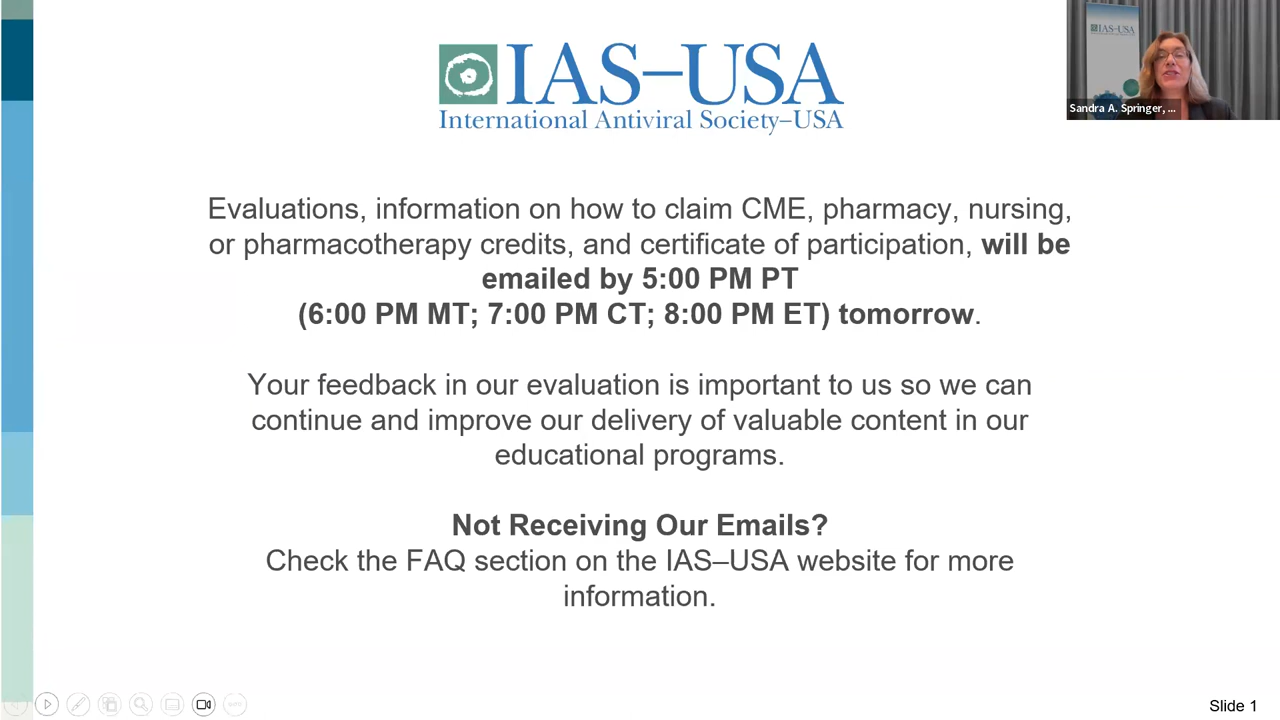 IAS–USA
International Antiviral Society–USA
IAS–USA
Sandra A. Springer, ...
Evaluations, information on how to claim CME, pharmacy, nursing,
or pharmacotherapy credits, and certificate of participation, will be
emailed by 5:00 PM PT
(6:00 PM MT; 7:00 PM CT; 8:00 PM ET) tomorrow.
Your feedback in our evaluation is important to us so we can
continue and improve our delivery of valuable content in our
educational programs.
Not Receiving Our Emails?
Check the FAQ section on the IAS–USA website for more
information.
Slide 1